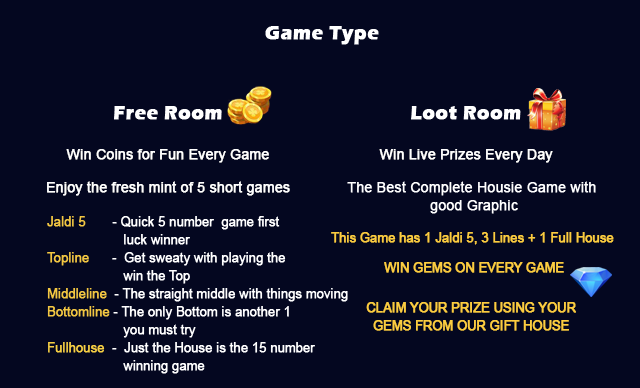 Game Type
Free Room
Win Coins for Fun Every Game
Enjoy the fresh mint of 5 short games
Jaldi 5 - Quick 5 number game first
luck winner
Topline - Get sweaty with playing the
win the Top
Middleline - The straight middle with things moving
Bottomline - The only Bottom is another 1
you must try
Fullhouse - Just the House is the 15 number
winning game
Loot Room
Win Live Prizes Every Day
The Best Complete Housie Game with
good Graphic
This Game has 1 Jaldi 5, 3 Lines + 1 Full House
WIN GEMS ON EVERY GAME
CLAIM YOUR PRIZE USING YOUR
GEMS FROM OUR GIFT HOUSE